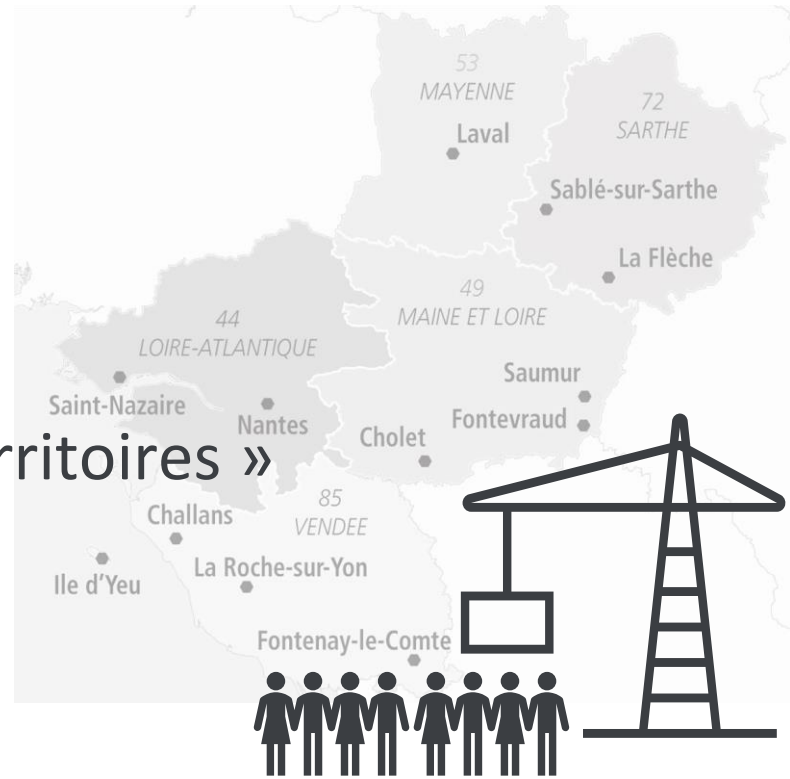 53
MAYENNE
Laval
72
SARTHE
Sablé-sur-Sarthe
La Flèche
49
MAINE ET LOIRE
44
LOIRE-ATLANTIQUE
Saumur
Saint-Nazaire
Nantes
Cholet
Fontevraud
rritoires »
85
VENDEE
Challans
Ile d'Yeu
La Roche-sur-Yon
Fontenay-le-Comte